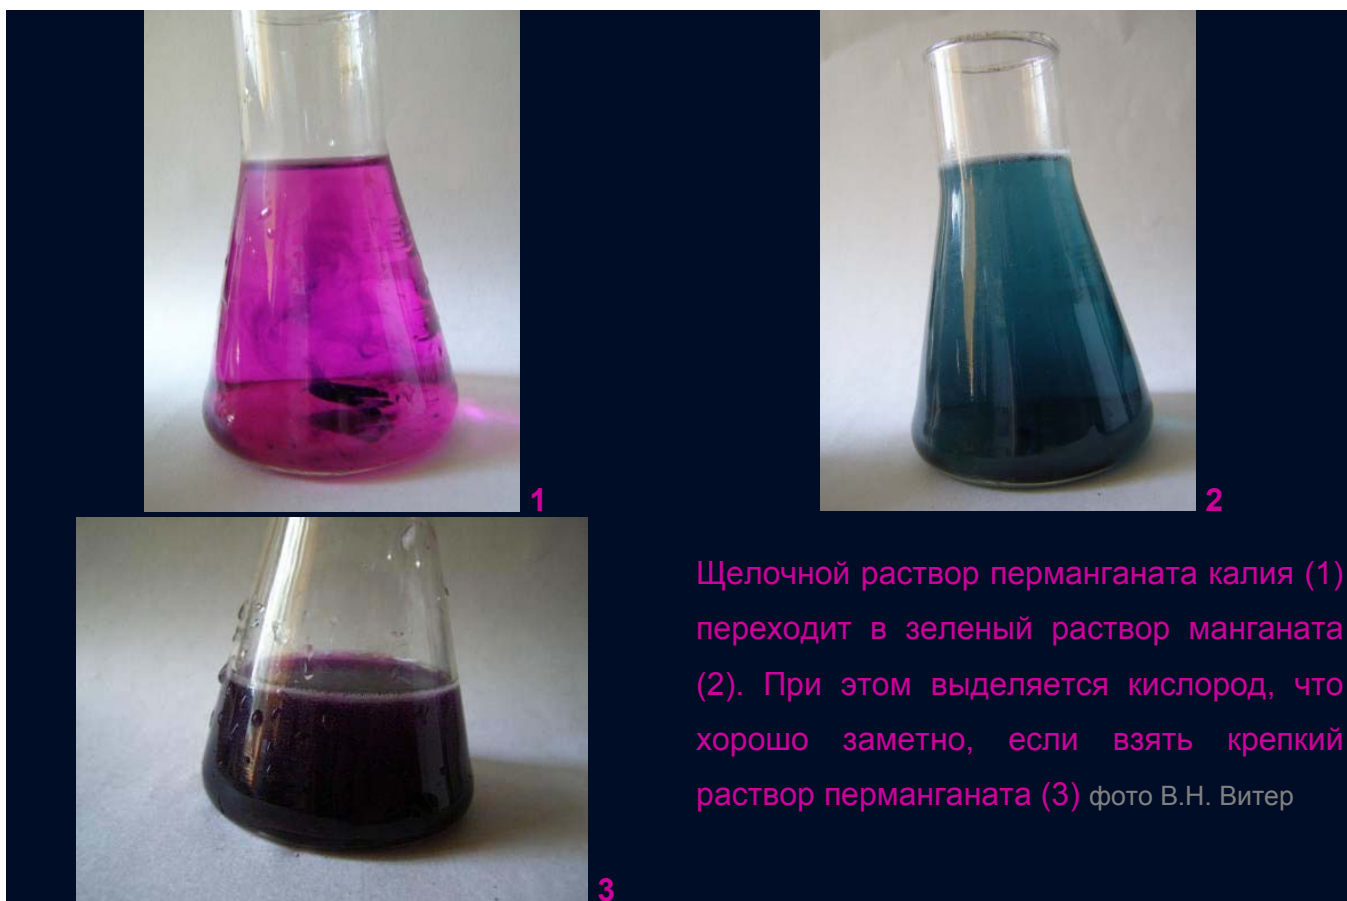 1
2
Щелочной раствор перманганата калия (1)
переходит в зеленый раствор манганата
(2). При этом выделяется кислород, что
хорошо заметно, если взять крепкий
раствор перманганата (3) фото В.Н. Витер
3